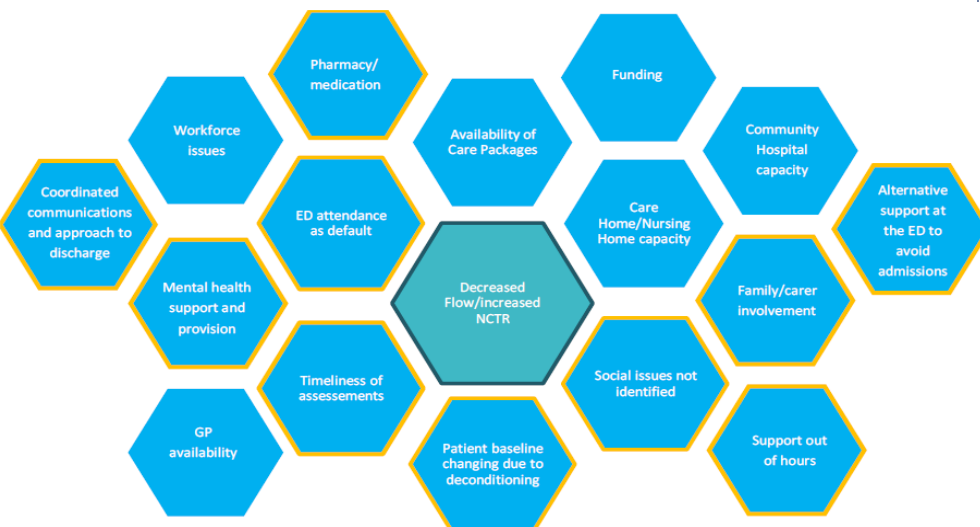 Pharmacy/
medication
Funding
Workforce
issues
Availability of
Care Packages
Community
Hospital
capacity
Coordinated
communications
and approach to
discharge
ED attendance
as default
Care
Home/Nursing
Home capacity
Alternative
support at
the ED to
avoid
admissions
Mental health
support and
provision
Decreased
Flow/increased
NCTR
Family/carer
involvement
Timeliness of
assessements
Social issues not
identified
GP
availability
Patient baseline
changing due to
deconditioning
Support out
of hours